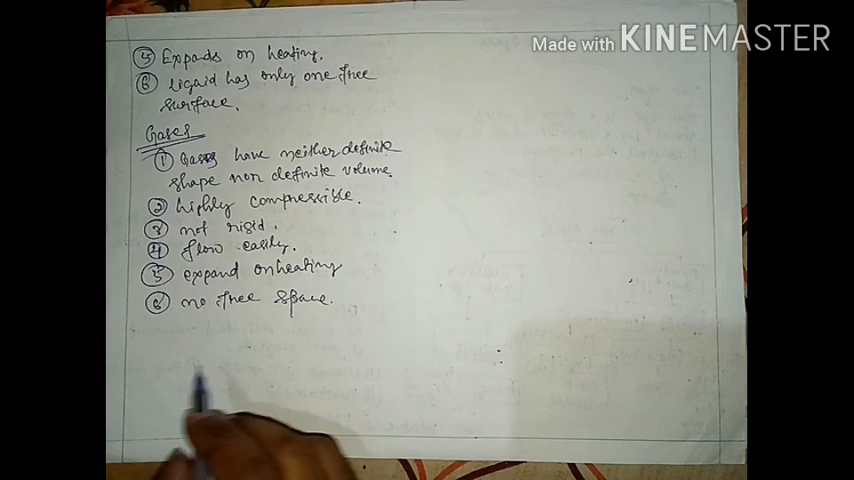 Made with KINEMASTER
⑤ Expands on heating.
⑥ Liquid has only one free
surface.
Gases
① Gases have neither definite
shape non definite volume.
② highly compressible.
③ not rigid.
④ flow easily.
⑤ expand on heating
⑥ no free space.